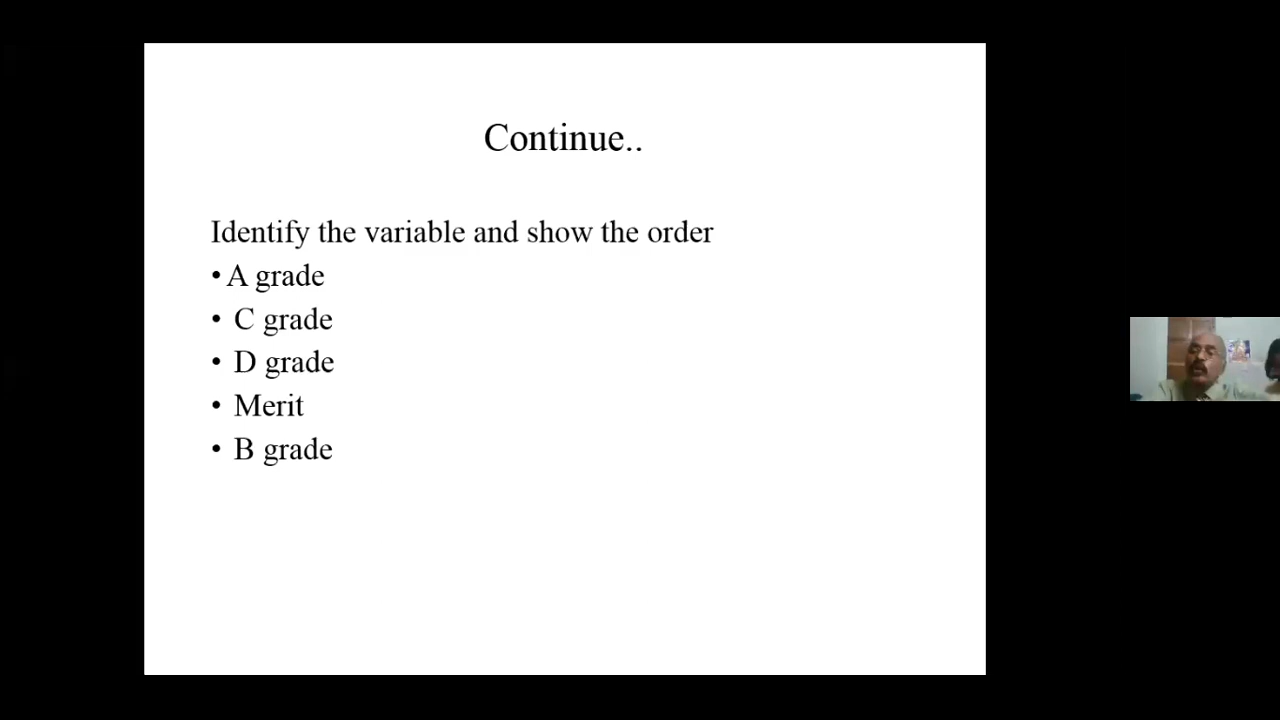 Continue..
Identify the variable and show the order
• A grade
• C grade
• D grade
• Merit
• B grade